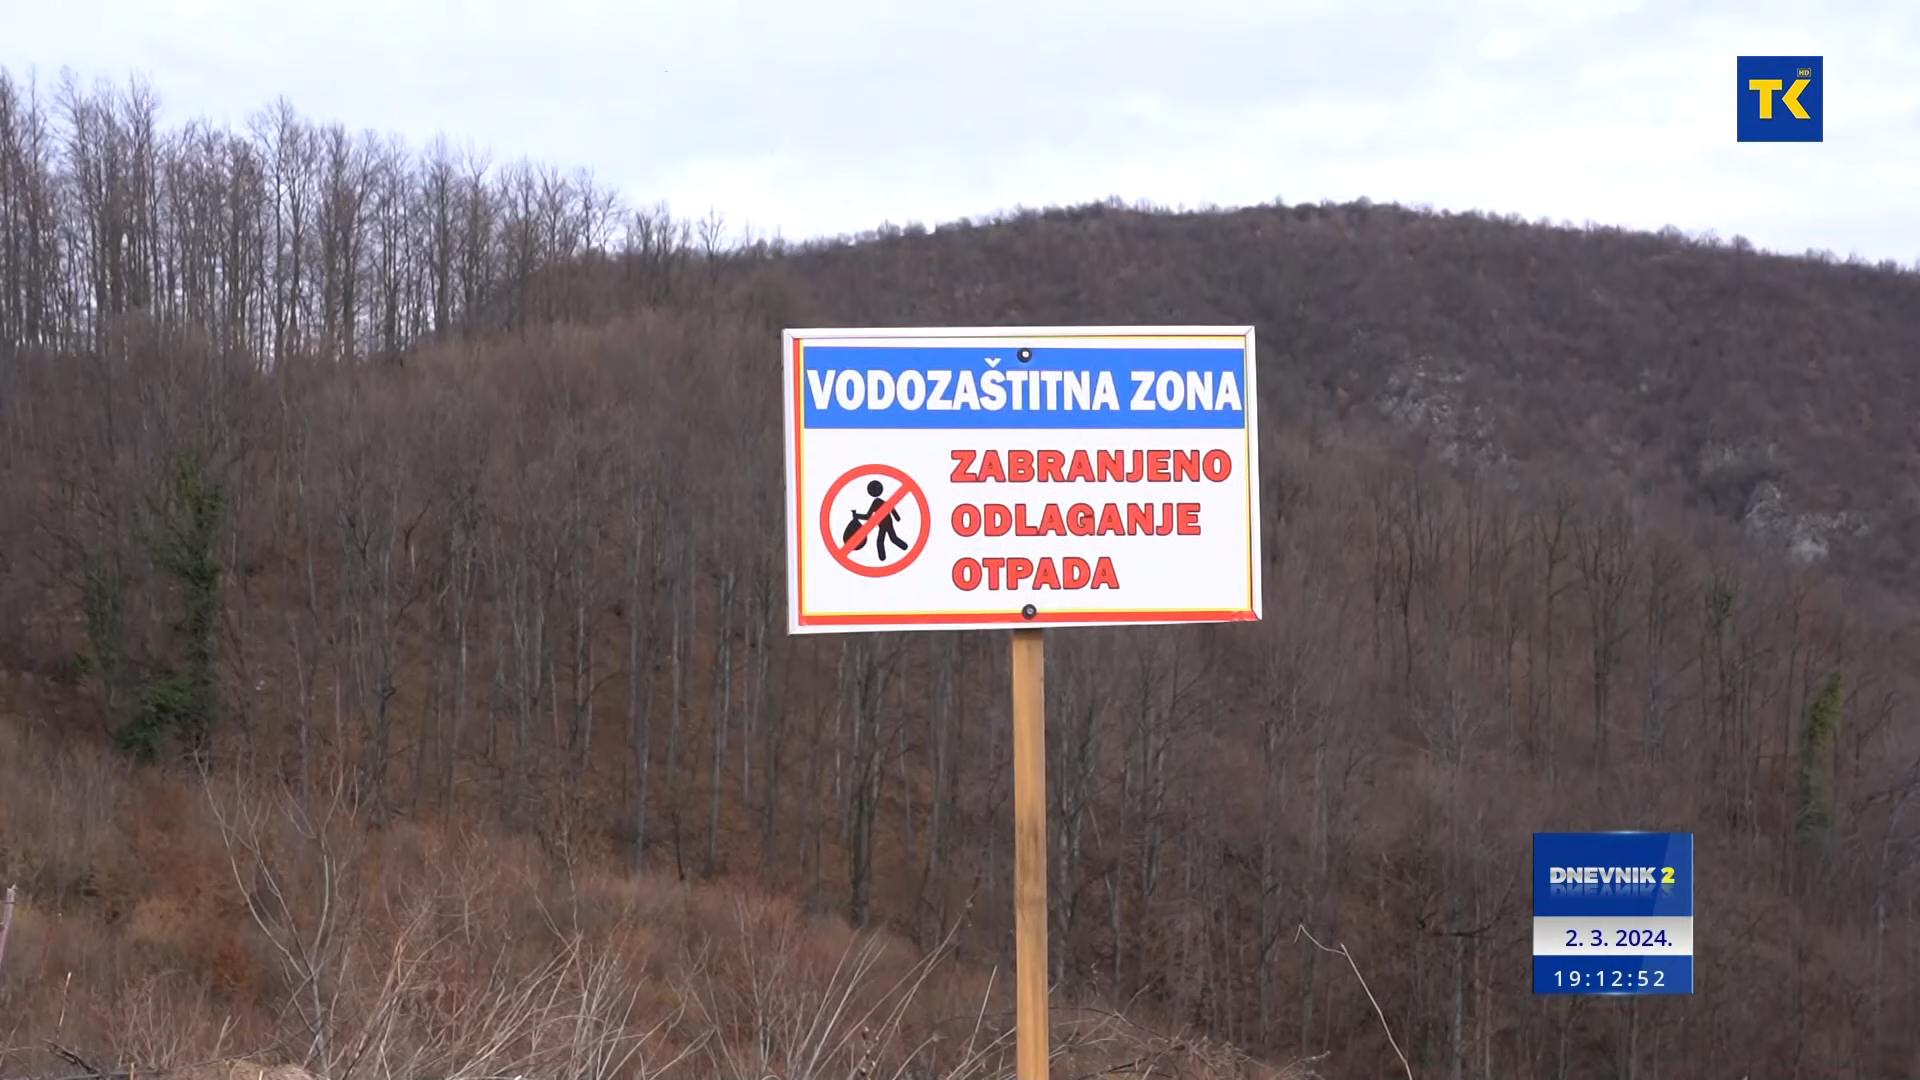 TK HD
VODOZAŠTITNA ZONA
ZABRANJENO
ODLAGANJE
OTPADA
DNEVNIK 2
2. 3. 2024.
19:12:52